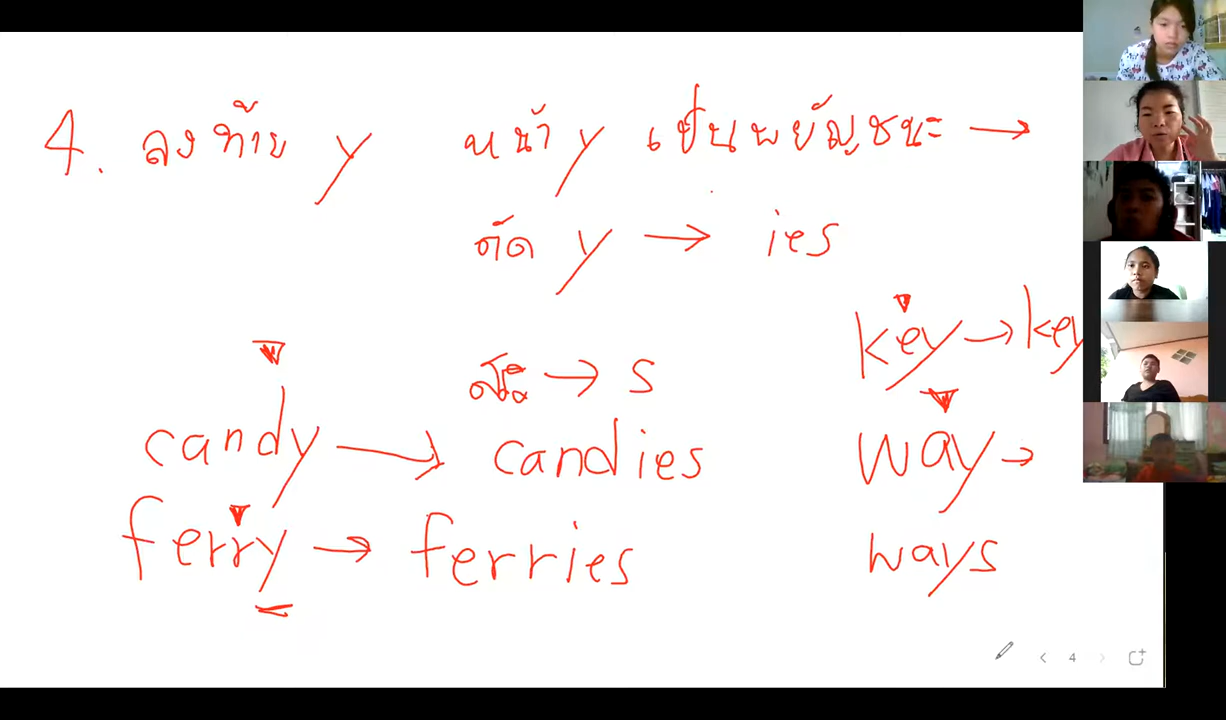 4. ลงท้าย y หน้า y เป็นพยัญชนะ →
ตัด y → ies
สระ → s
key → key
candy → candies
way →
ferry → ferries
ways
4